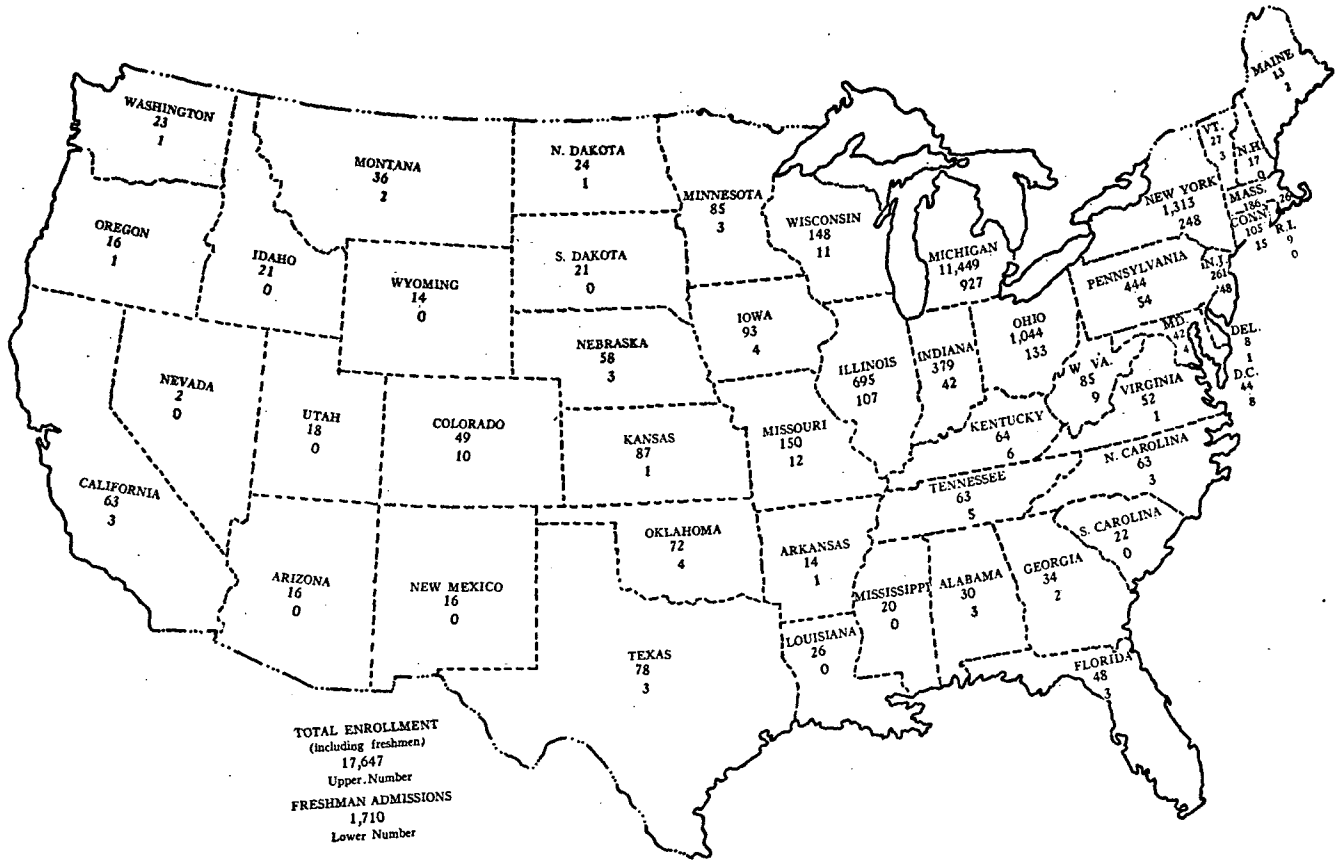 WASHINGTON
23
1
OREGON
16
1
CALIFORNIA
63
3
NEVADA
2
0
IDAHO
21
0
MONTANA
36
2
WYOMING
14
0
UTAH
18
0
COLORADO
49
10
ARIZONA
16
0
NEW MEXICO
16
0
N. DAKOTA
24
1
S. DAKOTA
21
0
NEBRASKA
58
3
KANSAS
87
1
OKLAHOMA
72
4
TEXAS
78
3
MINNESOTA
85
3
IOWA
93
4
MISSOURI
150
12
ARKANSAS
14
1
LOUISIANA
26
0
WISCONSIN
148
11
ILLINOIS
695
107
MICHIGAN
11,449
927
INDIANA
379
42
OHIO
1,044
133
KENTUCKY
64
6
TENNESSEE
63
5
MISSISSIPPI
20
0
ALABAMA
30
3
GEORGIA
34
2
FLORIDA
48
3
S. CAROLINA
22
0
N. CAROLINA
63
3
VIRGINIA
52
1
W. VA.
85
9
MD.
42
4
DEL.
8
1
D.C.
44
8
PENNSYLVANIA
444
54
N.J.
261
48
NEW YORK
1,313
248
CONN.
105
15
R.I.
9
0
MASS.
186
26
VT.
27
3
N.H.
17
MAINE
13
TOTAL ENROLLMENT
(including freshmen)
17,647
Upper Number
FRESHMAN ADMISSIONS
1,710
Lower Number